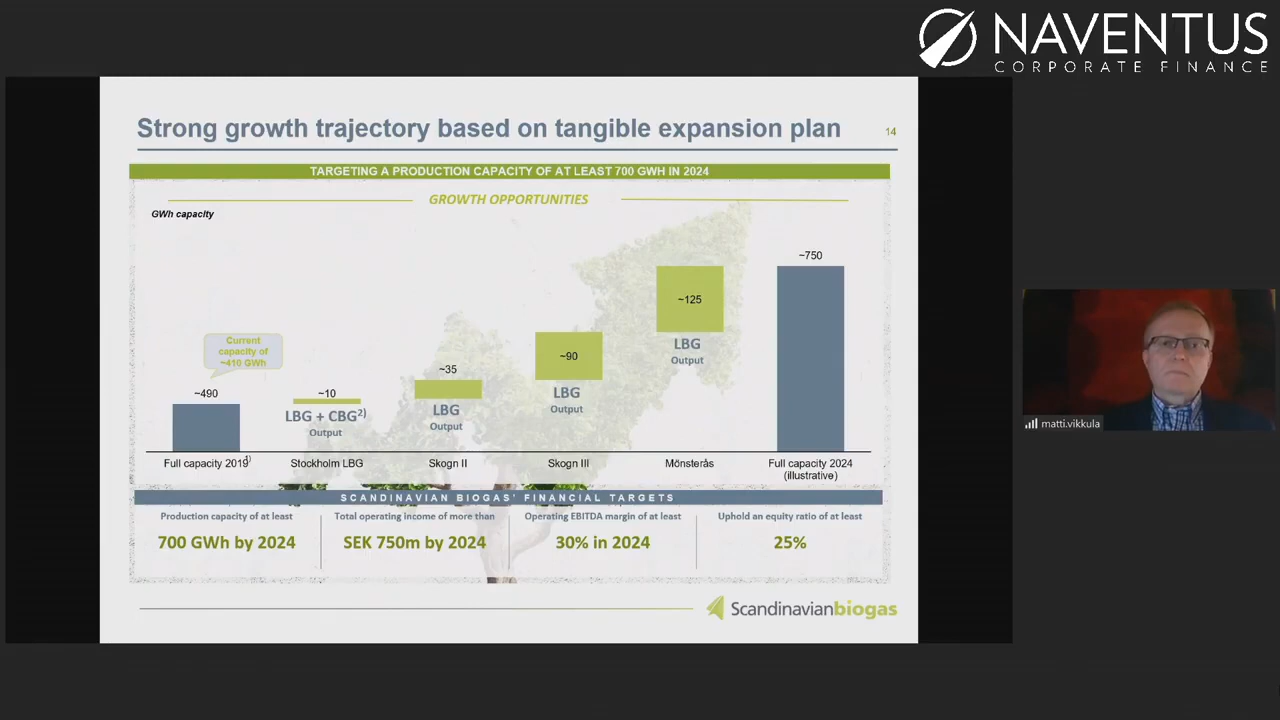 NAVENTUS
CORPORATE FINANCE
Strong growth trajectory based on tangible expansion plan
14
TARGETING A PRODUCTION CAPACITY OF AT LEAST 700 GWH IN 2024
GROWTH OPPORTUNITIES
GWh capacity
~750
~125
LBG
Output
Current
capacity of
~410 GWh
~90
LBG
Output
~35
LBG
Output
~490
~10
LBG + CBG2)
Output
Full capacity 2019 1)
Stockholm LBG
Skogn II
Skogn III
Mönsterås
Full capacity 2024
(illustrative)
SCANDINAVIAN BIOGAS' FINANCIAL TARGETS
Production capacity of at least
700 GWh by 2024
Total operating income of more than
SEK 750m by 2024
Operating EBITDA margin of at least
30% in 2024
Uphold an equity ratio of at least
25%
Scandinavianbiogas
matti.vikkula